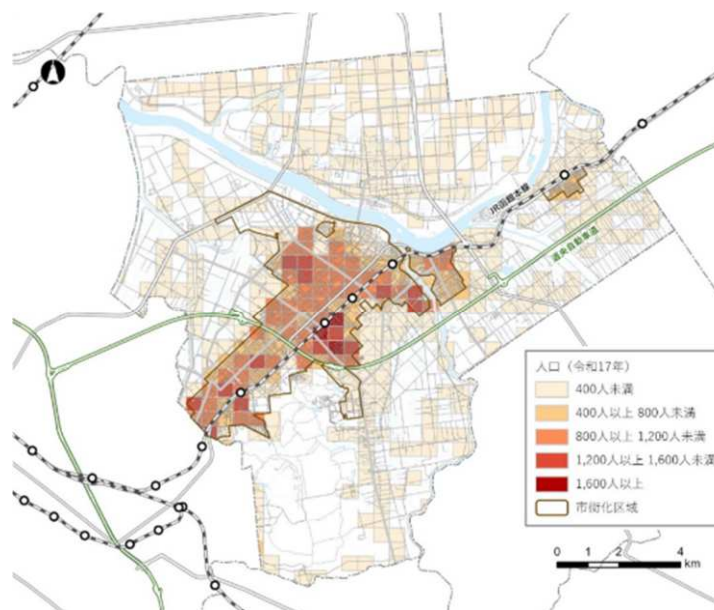 JR函館本線
道央自動車道
人口（令和17年）
400人未満
400人以上 800人未満
800人以上 1,200人未満
1,200人以上 1,600人未満
1,600人以上
市街化区域
0 1 2 4
km